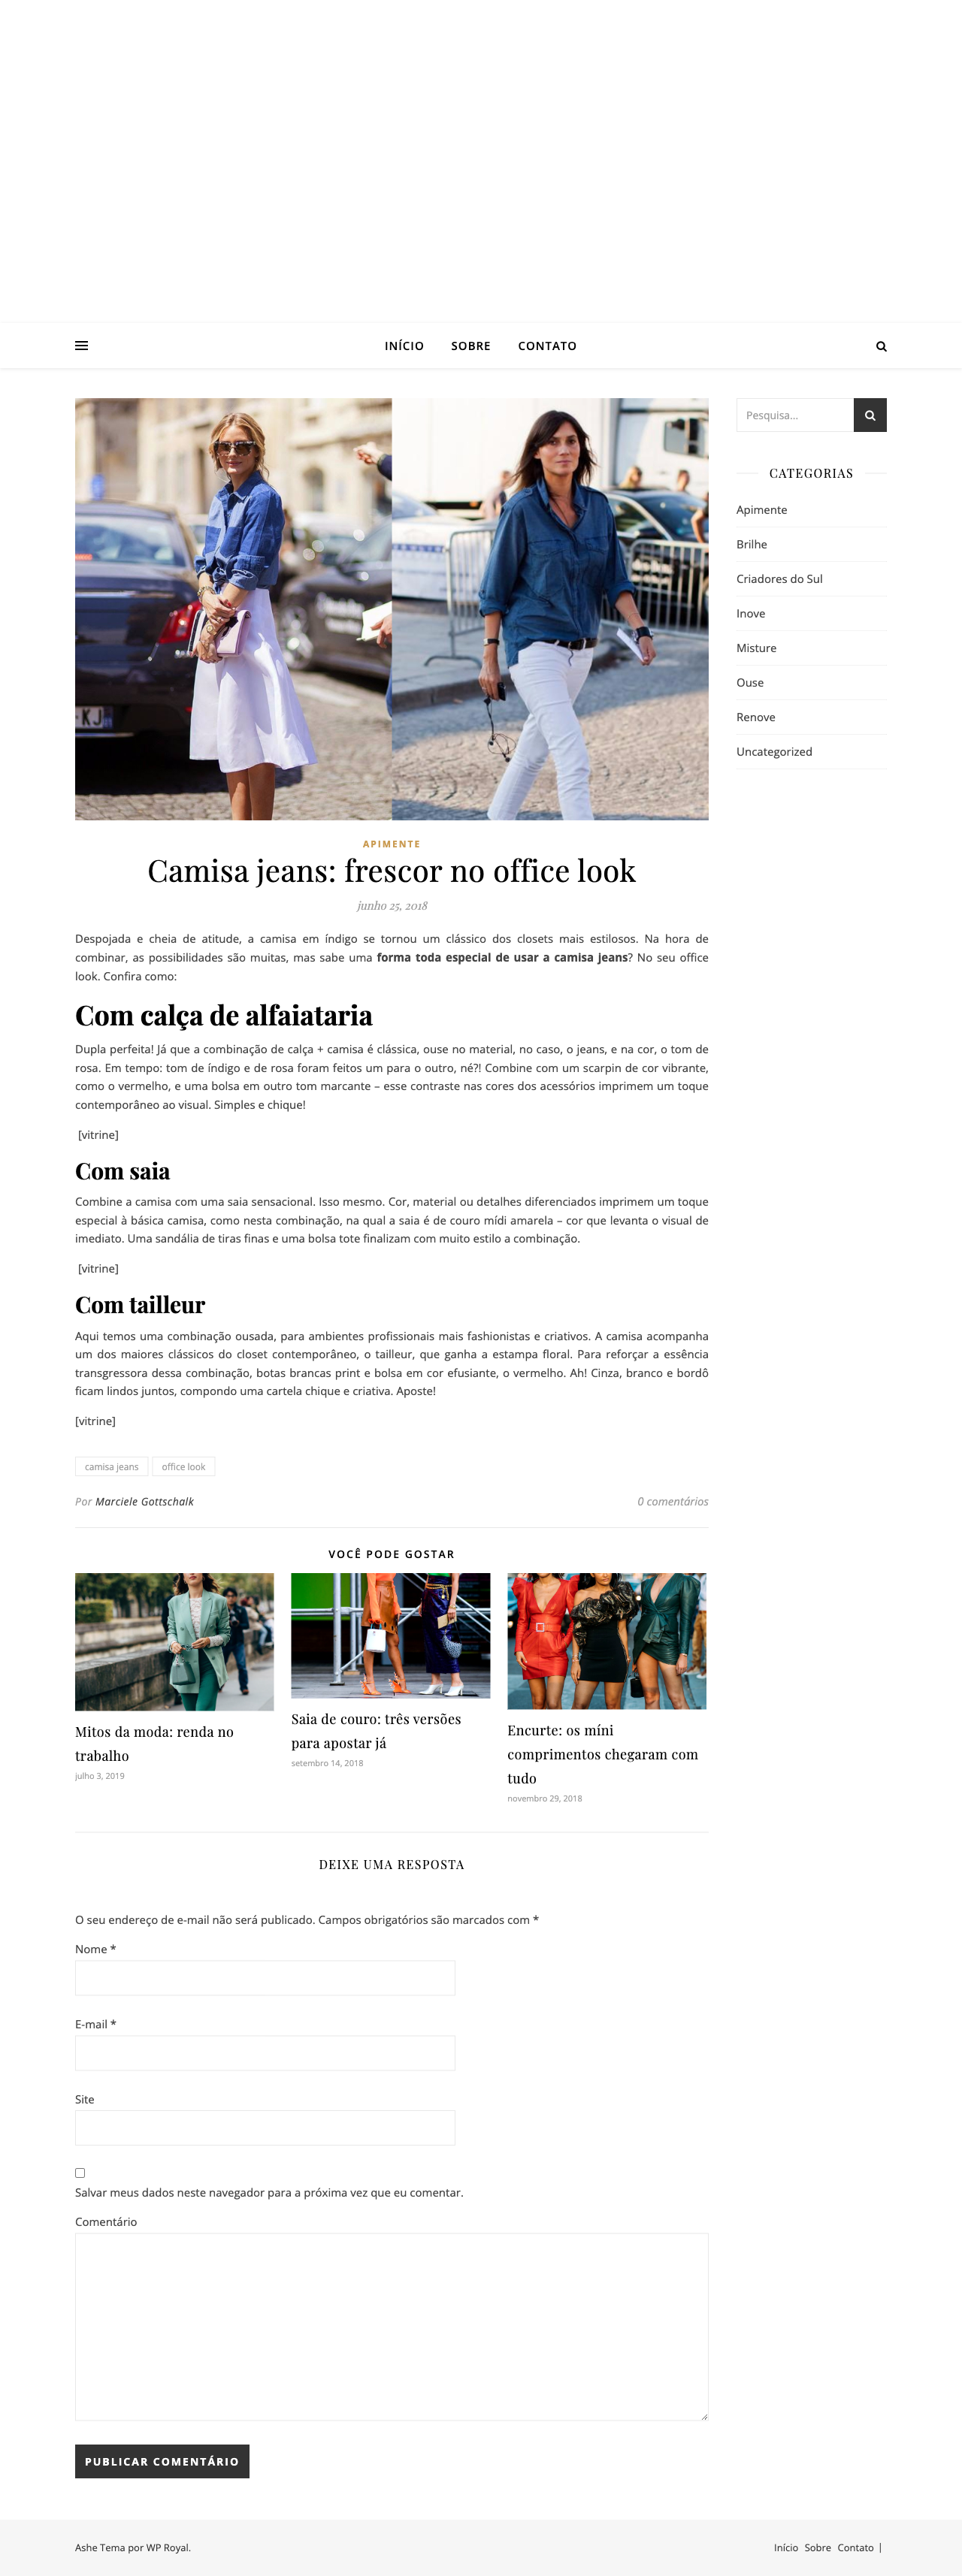 INÍCIO SOBRE CONTATO
Pesquisa...
CATEGORIAS
Apimente
Brilhe
Criadores do Sul
Inove
Misture
Ouse
Renove
Uncategorized
APIMENTE
Camisa jeans: frescor no office look
junho 25, 2018
Despojada e cheia de atitude, a camisa em índigo se tornou um clássico dos closets mais estilosos. Na hora de
combinar, as possibilidades são muitas, mas sabe uma forma toda especial de usar a camisa jeans? No seu office
look. Confira como:
Com calça de alfaiataria
Dupla perfeita! Já que a combinação de calça + camisa é clássica, ouse no material, no caso, o jeans, e na cor, o tom de
rosa. Em tempo: tom de índigo e de rosa foram feitos um para o outro, né?! Combine com um scarpin de cor vibrante,
como o vermelho, e uma bolsa em outro tom marcante – esse contraste nas cores dos acessórios imprimem um toque
contemporâneo ao visual. Simples e chique!
[vitrine]
Com saia
Combine a camisa com uma saia sensacional. Isso mesmo. Cor, material ou detalhes diferenciados imprimem um toque
especial à básica camisa, como nesta combinação, na qual a saia é de couro mídi amarela – cor que levanta o visual de
imediato. Uma sandália de tiras finas e uma bolsa tote finalizam com muito estilo a combinação.
[vitrine]
Com tailleur
Aqui temos uma combinação ousada, para ambientes profissionais mais fashionistas e criativos. A camisa acompanha
um dos maiores clássicos do closet contemporâneo, o tailleur, que ganha a estampa floral. Para reforçar a essência
transgressora dessa combinação, botas brancas print e bolsa em cor efusiante, o vermelho. Ah! Cinza, branco e bordô
ficam lindos juntos, compondo uma cartela chique e criativa. Aposte!
[vitrine]
camisa jeans office look
Por Marciele Gottschalk 0 comentários
VOCÊ PODE GOSTAR
Mitos da moda: renda no
trabalho
julho 3, 2019
Saia de couro: três versões
para apostar já
setembro 14, 2018
Encurte: os míni
comprimentos chegaram com
tudo
novembro 29, 2018
DEIXE UMA RESPOSTA
O seu endereço de e-mail não será publicado. Campos obrigatórios são marcados com *
Nome *
E-mail *
Site
Salvar meus dados neste navegador para a próxima vez que eu comentar.
Comentário
PUBLICAR COMENTÁRIO
Ashe Tema por WP Royal. Início Sobre Contato |